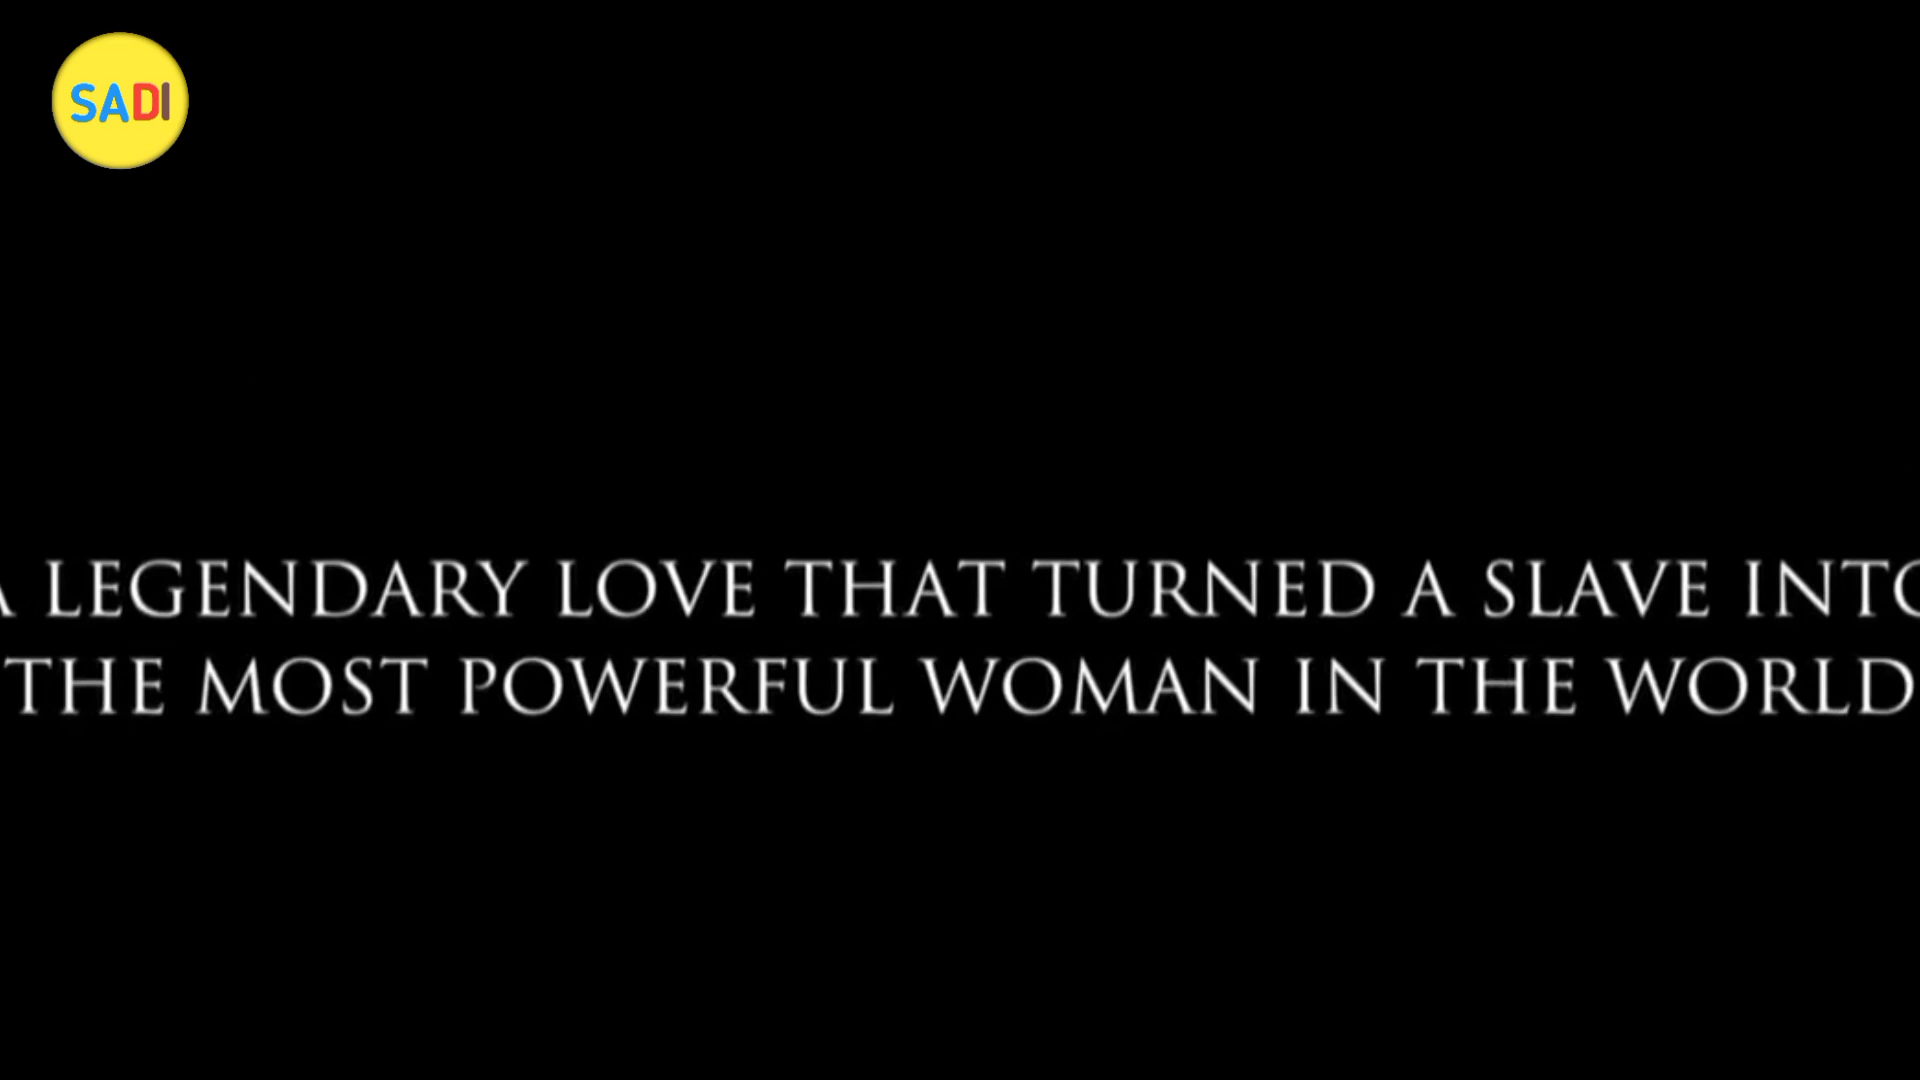 SADI
A LEGENDARY LOVE THAT TURNED A SLAVE INTO
THE MOST POWERFUL WOMAN IN THE WORLD